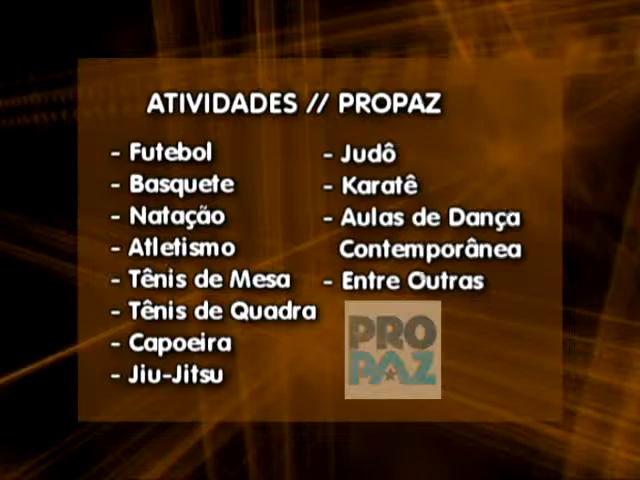 ATIVIDADES // PROPAZ
- Futebol
- Basquete
- Natação
- Atletismo
- Tênis de Mesa
- Tênis de Quadra
- Capoeira
- Jiu-Jitsu
- Judô
- Karatê
- Aulas de Dança
Contemporânea
- Entre Outras
PRO
PAZ